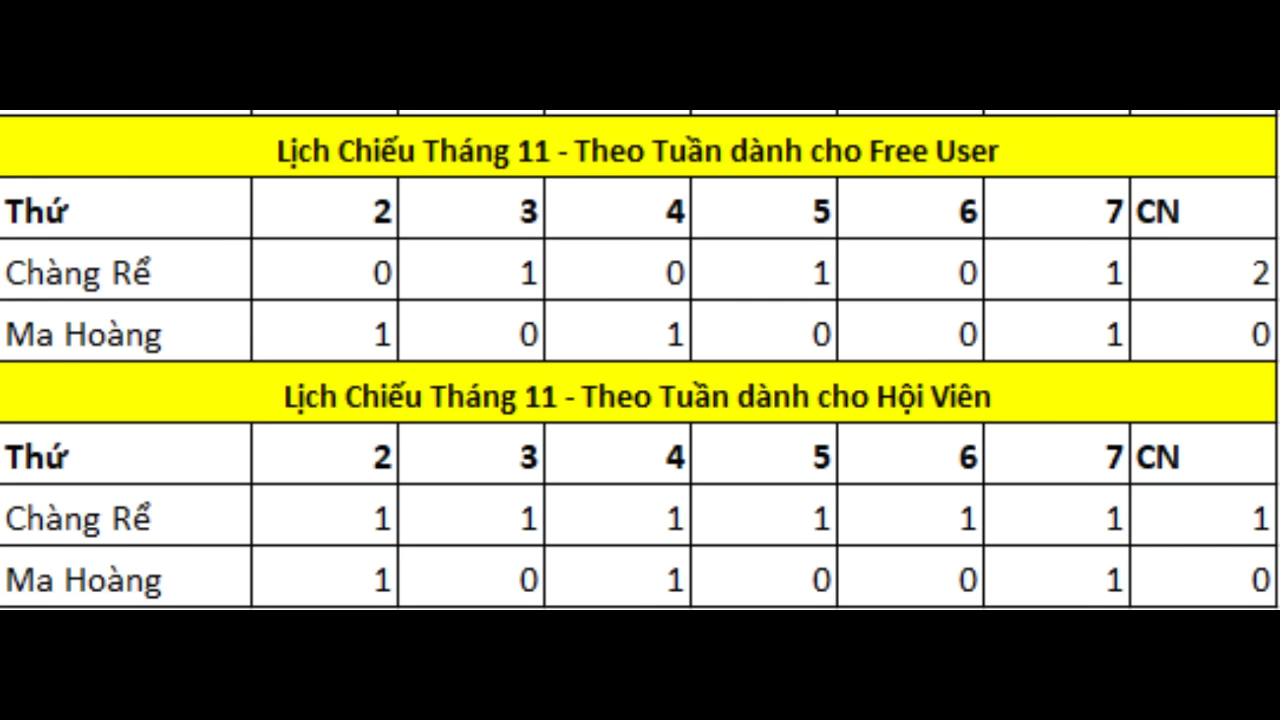 Lịch Chiếu Tháng 11 - Theo Tuần dành cho Free User
Thứ 2 3 4 5 6 7 CN
Chàng Rể 0 1 0 1 0 1 2
Ma Hoàng 1 0 1 0 0 1 0
Lịch Chiếu Tháng 11 - Theo Tuần dành cho Hội Viên
Thứ 2 3 4 5 6 7 CN
Chàng Rể 1 1 1 1 1 1 1
Ma Hoàng 1 0 1 0 0 1 0